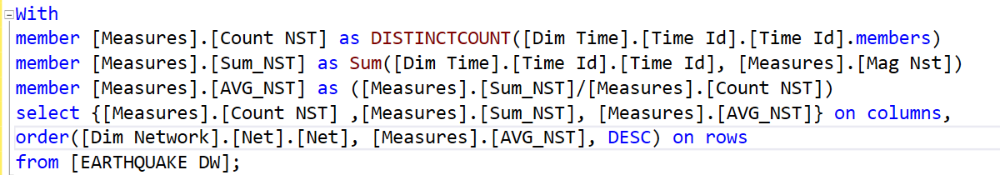 With
member [Measures].[Count NST] as DISTINCTCOUNT([Dim Time].[Time Id].[Time Id].members)
member [Measures].[Sum_NST] as Sum([Dim Time].[Time Id].[Time Id], [Measures].[Mag Nst])
member [Measures].[AVG_NST] as ([Measures].[Sum_NST]/[Measures].[Count NST])
select {[Measures].[Count NST] ,[Measures].[Sum_NST], [Measures].[AVG_NST]} on columns,
order([Dim Network].[Net].[Net], [Measures].[AVG_NST], DESC) on rows
from [EARTHQUAKE DW];